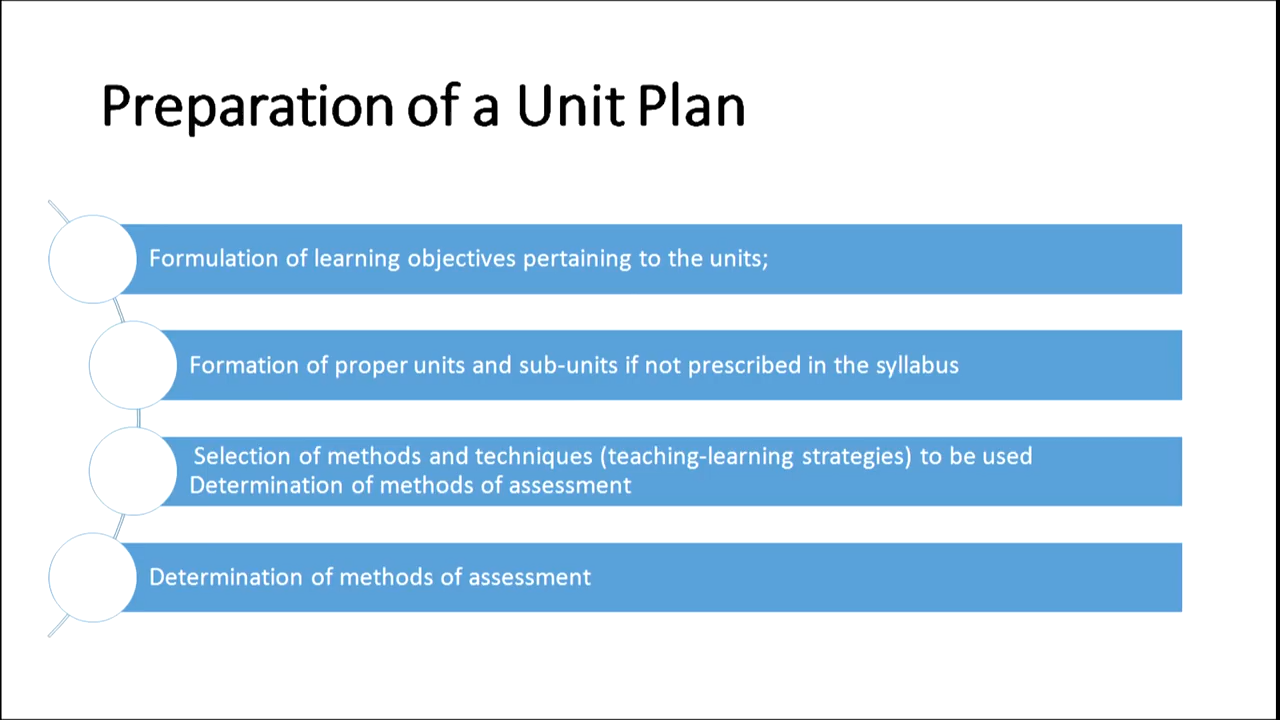 Preparation of a Unit Plan
Formulation of learning objectives pertaining to the units;
Formation of proper units and sub-units if not prescribed in the syllabus
Selection of methods and techniques (teaching-learning strategies) to be used
Determination of methods of assessment
Determination of methods of assessment